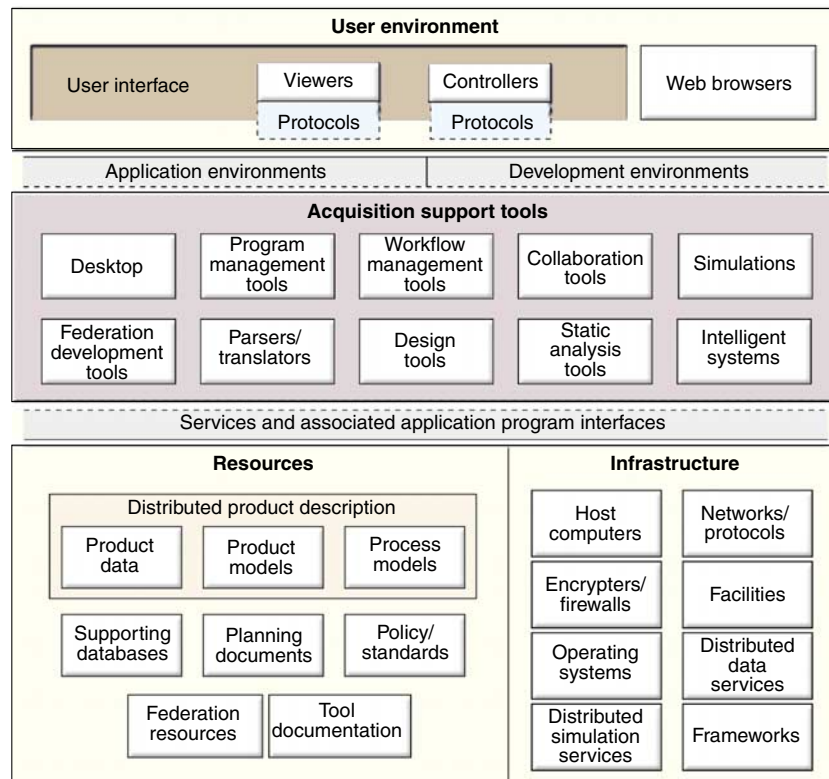 User environment
User interface
Viewers
Controllers
Web browsers
Protocols
Protocols
Application environments
Development environments
Acquisition support tools
Desktop
Program
management
tools
Workflow
management
tools
Collaboration
tools
Simulations
Federation
development
tools
Parsers/
translators
Design
tools
Static
analysis
tools
Intelligent
systems
Services and associated application program interfaces
Resources
Distributed product description
Product
data
Product
models
Process
models
Supporting
databases
Planning
documents
Policy/
standards
Federation
resources
Tool
documentation
Infrastructure
Host
computers
Networks/
protocols
Encrypters/
firewalls
Facilities
Operating
systems
Distributed
data
services
Distributed
simulation
services
Frameworks